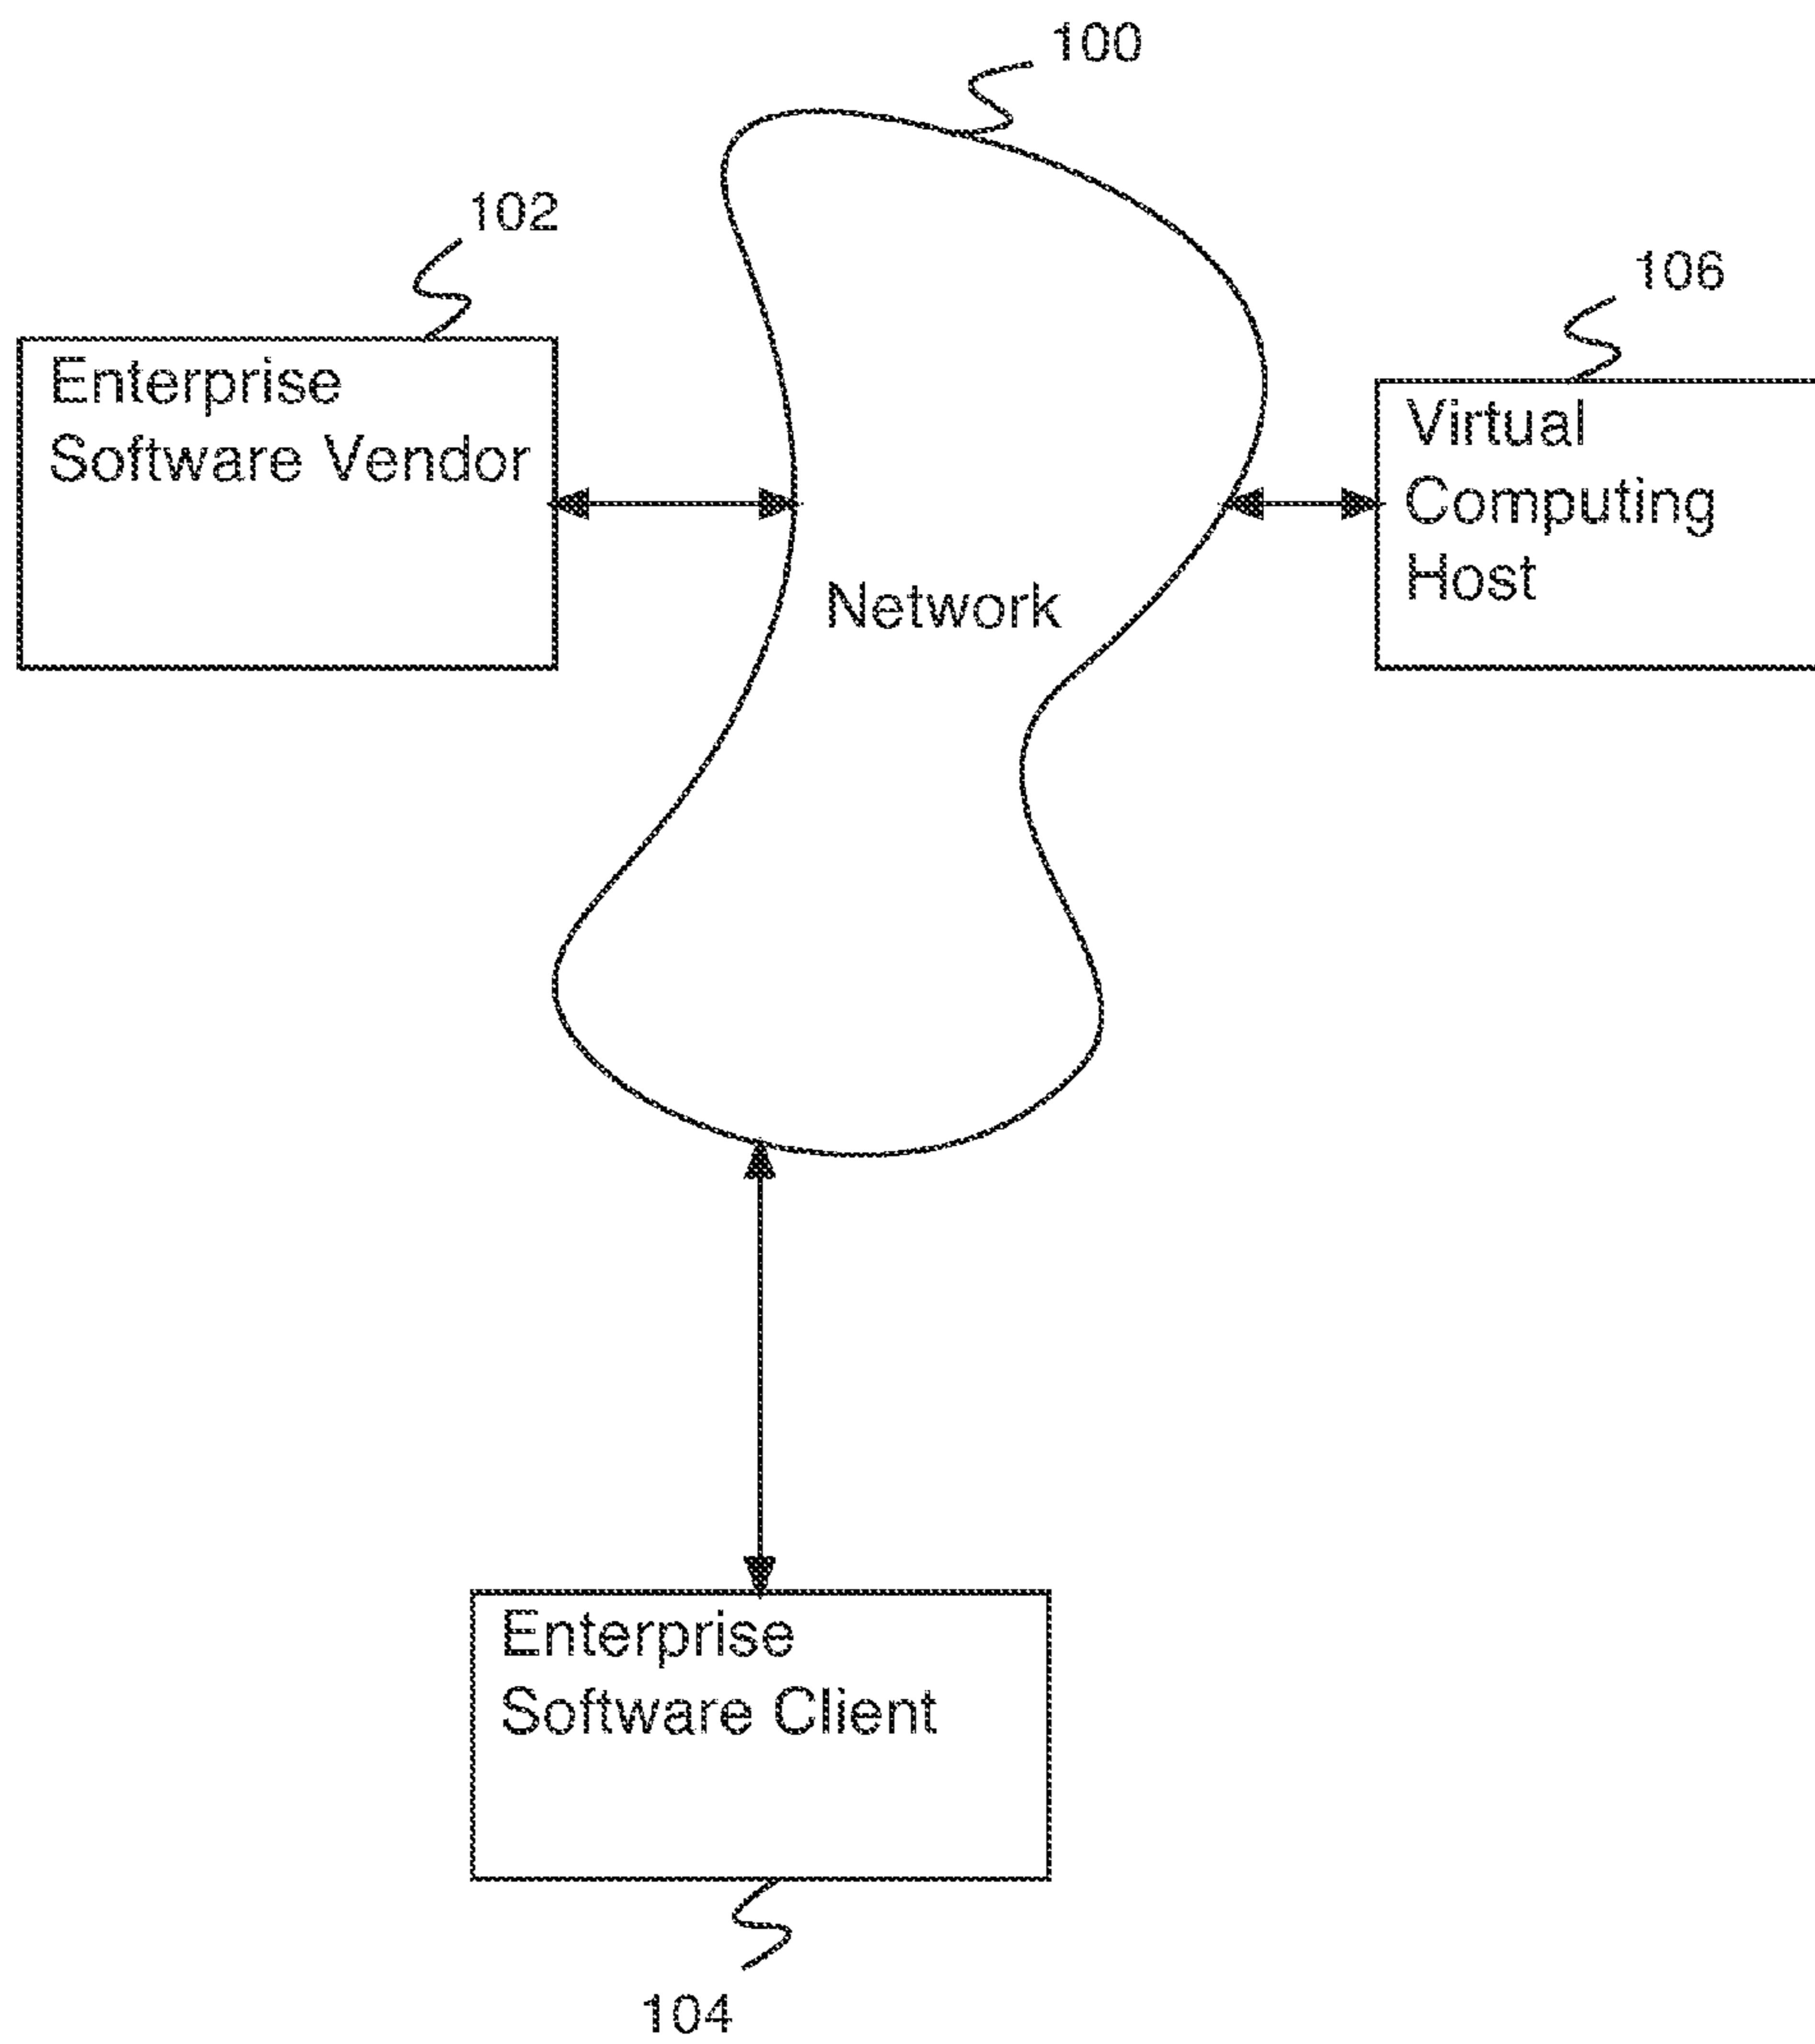 100
102
106
Enterprise
Software Vendor
Virtual
Computing
Host
Network
Enterprise
Software Client
104